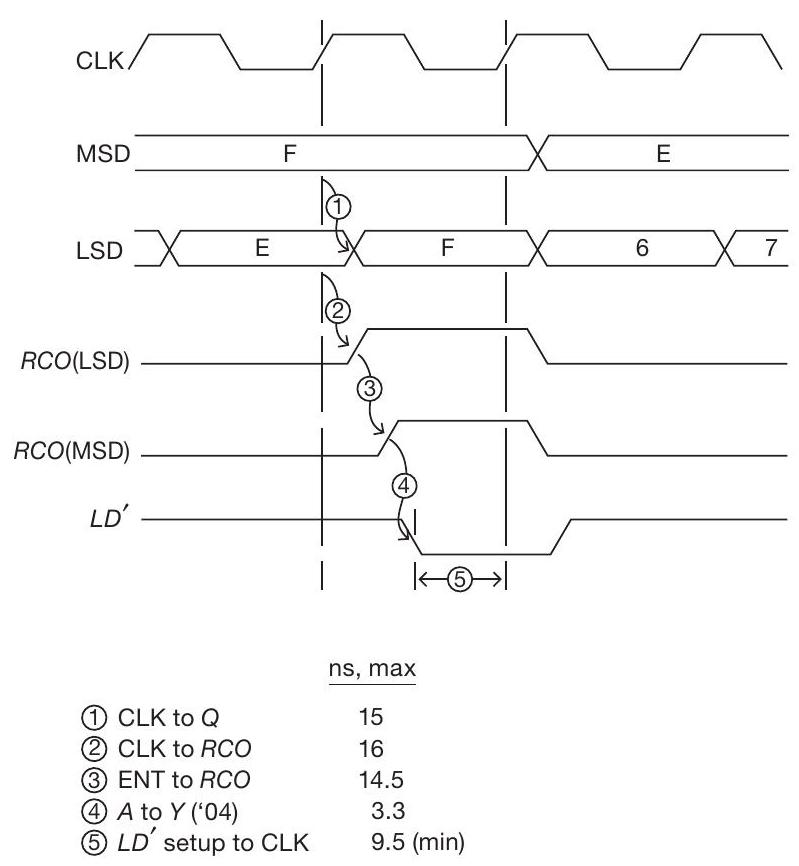 CLK
MSD F E
①
LSD E F 6 7
②
RCO(LSD)
③
RCO(MSD)
④
LD′
⑤
ns, max
① CLK to Q 15
② CLK to RCO 16
③ ENT to RCO 14.5
④ A to Y (‘04) 3.3
⑤ LD′ setup to CLK 9.5 (min)